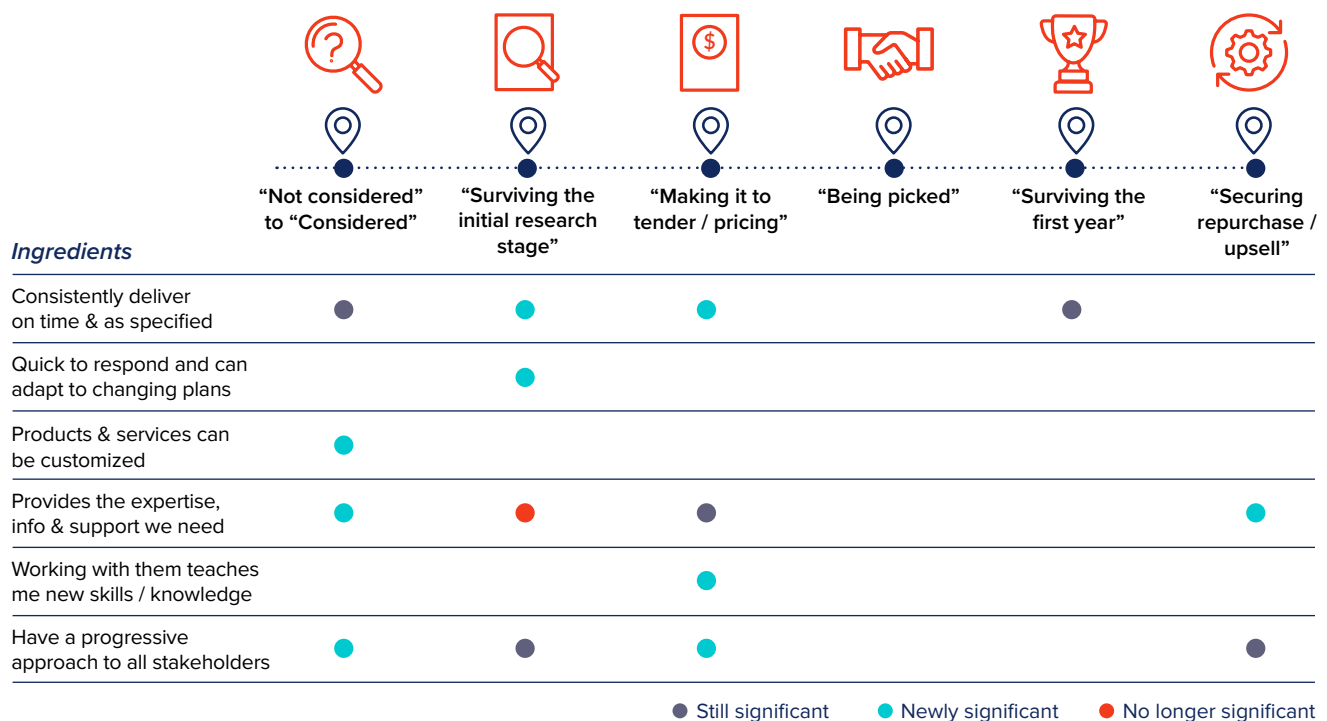 ?
$
“Not considered”
to “Considered”
“Surviving the
initial research
stage”
“Making it to
tender / pricing”
“Being picked”
“Surviving the
first year”
“Securing
repurchase /
upsell”
Ingredients
Consistently deliver
on time & as specified
Quick to respond and can
adapt to changing plans
Products & services can
be customized
Provides the expertise,
info & support we need
Working with them teaches
me new skills / knowledge
Have a progressive
approach to all stakeholders
Still significant
Newly significant
No longer significant